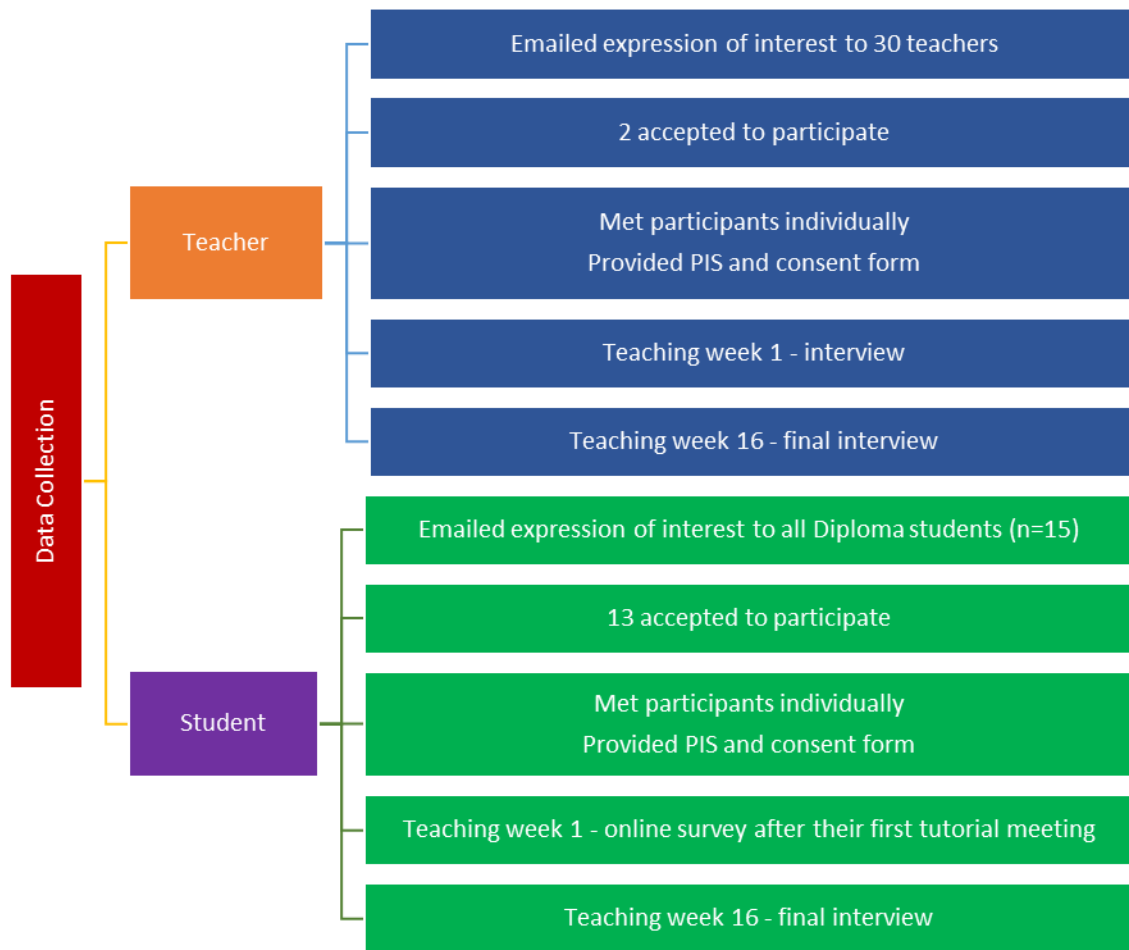 Data Collection
Teacher
Emailed expression of interest to 30 teachers
2 accepted to participate
Met participants individually
Provided PIS and consent form
Teaching week 1 - interview
Teaching week 16 - final interview
Student
Emailed expression of interest to all Diploma students (n=15)
13 accepted to participate
Met participants individually
Provided PIS and consent form
Teaching week 1 - online survey after their first tutorial meeting
Teaching week 16 - final interview